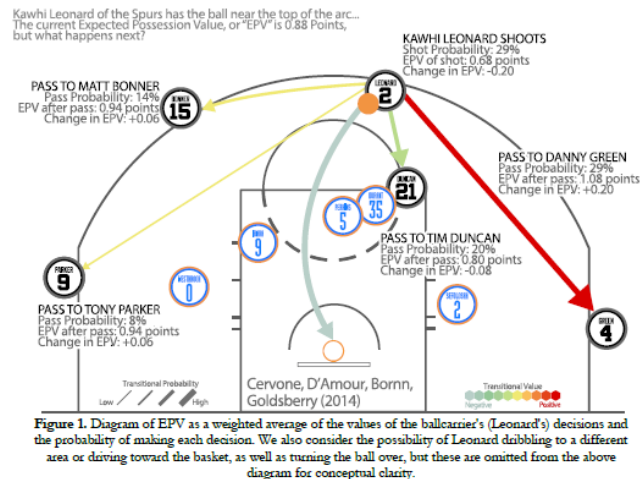 Kawhi Leonard of the Spurs has the ball near the top of the arc...
The current Expected Possession Value, or "EPV" is 0.88 Points,
but what happens next?
KAWHI LEONARD SHOOTS
Shot Probability: 29%
EPV of shot: 0.68 points
Change in EPV: -0.20
LEONARD
2
PASS TO MATT BONNER
Pass Probability: 14%
EPV after pass: 0.94 points
Change in EPV: +0.06
BONNER
15
PASS TO DANNY GREEN
Pass Probability: 29%
EPV after pass: 1.08 points
Change in EPV: +0.20
DUNCAN
21
DURANT
35
PERKINS
5
9
PASS TO TIM DUNCAN
Pass Probability: 20%
EPV after pass: 0.80 points
Change in EPV: -0.08
PARKER
9
WESTBROOK
0
SEFOLOSHA
2
GREEN
4
PASS TO TONY PARKER
Pass Probability: 8%
EPV after pass: 0.94 points
Change in EPV: +0.06
Transitional Probability
Low
High
Cervone, D'Amour, Bornn,
Goldsberry (2014)
Transitional Value
Negative
Positive
Figure 1. Diagram of EPV as a weighted average of the values of the ballcarrier's (Leonard's) decisions and
the probability of making each decision. We also consider the possibility of Leonard dribbling to a different
area or driving toward the basket, as well as turning the ball over, but these are omitted from the above
diagram for conceptual clarity.